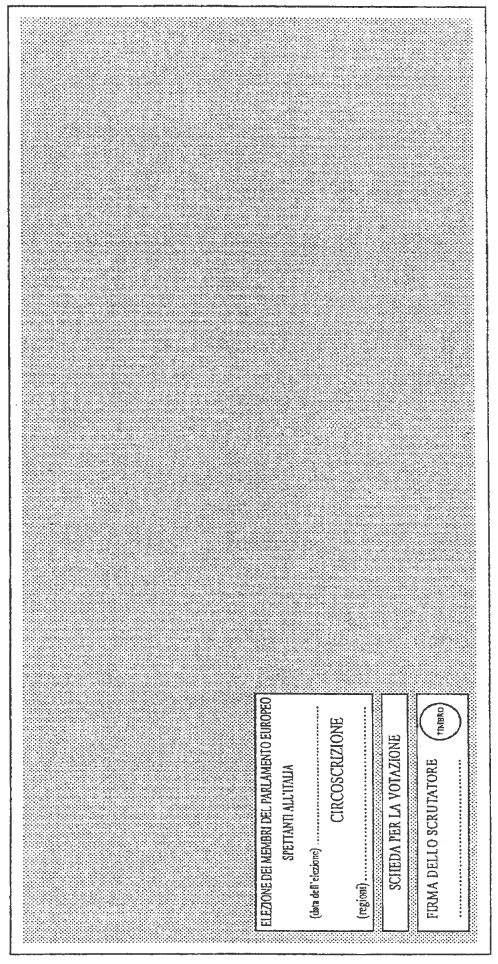 ELEZIONE DEI MEMBRI DEL PARLAMENTO EUROPEO
SPETTANTI ALL'ITALIA
(data dell'elezione) ........................................
CIRCOSCRIZIONE
(regioni) ........................................
SCHEDA PER LA VOTAZIONE
FIRMA DELLO SCRUTATORE
TIMBRO
........................................